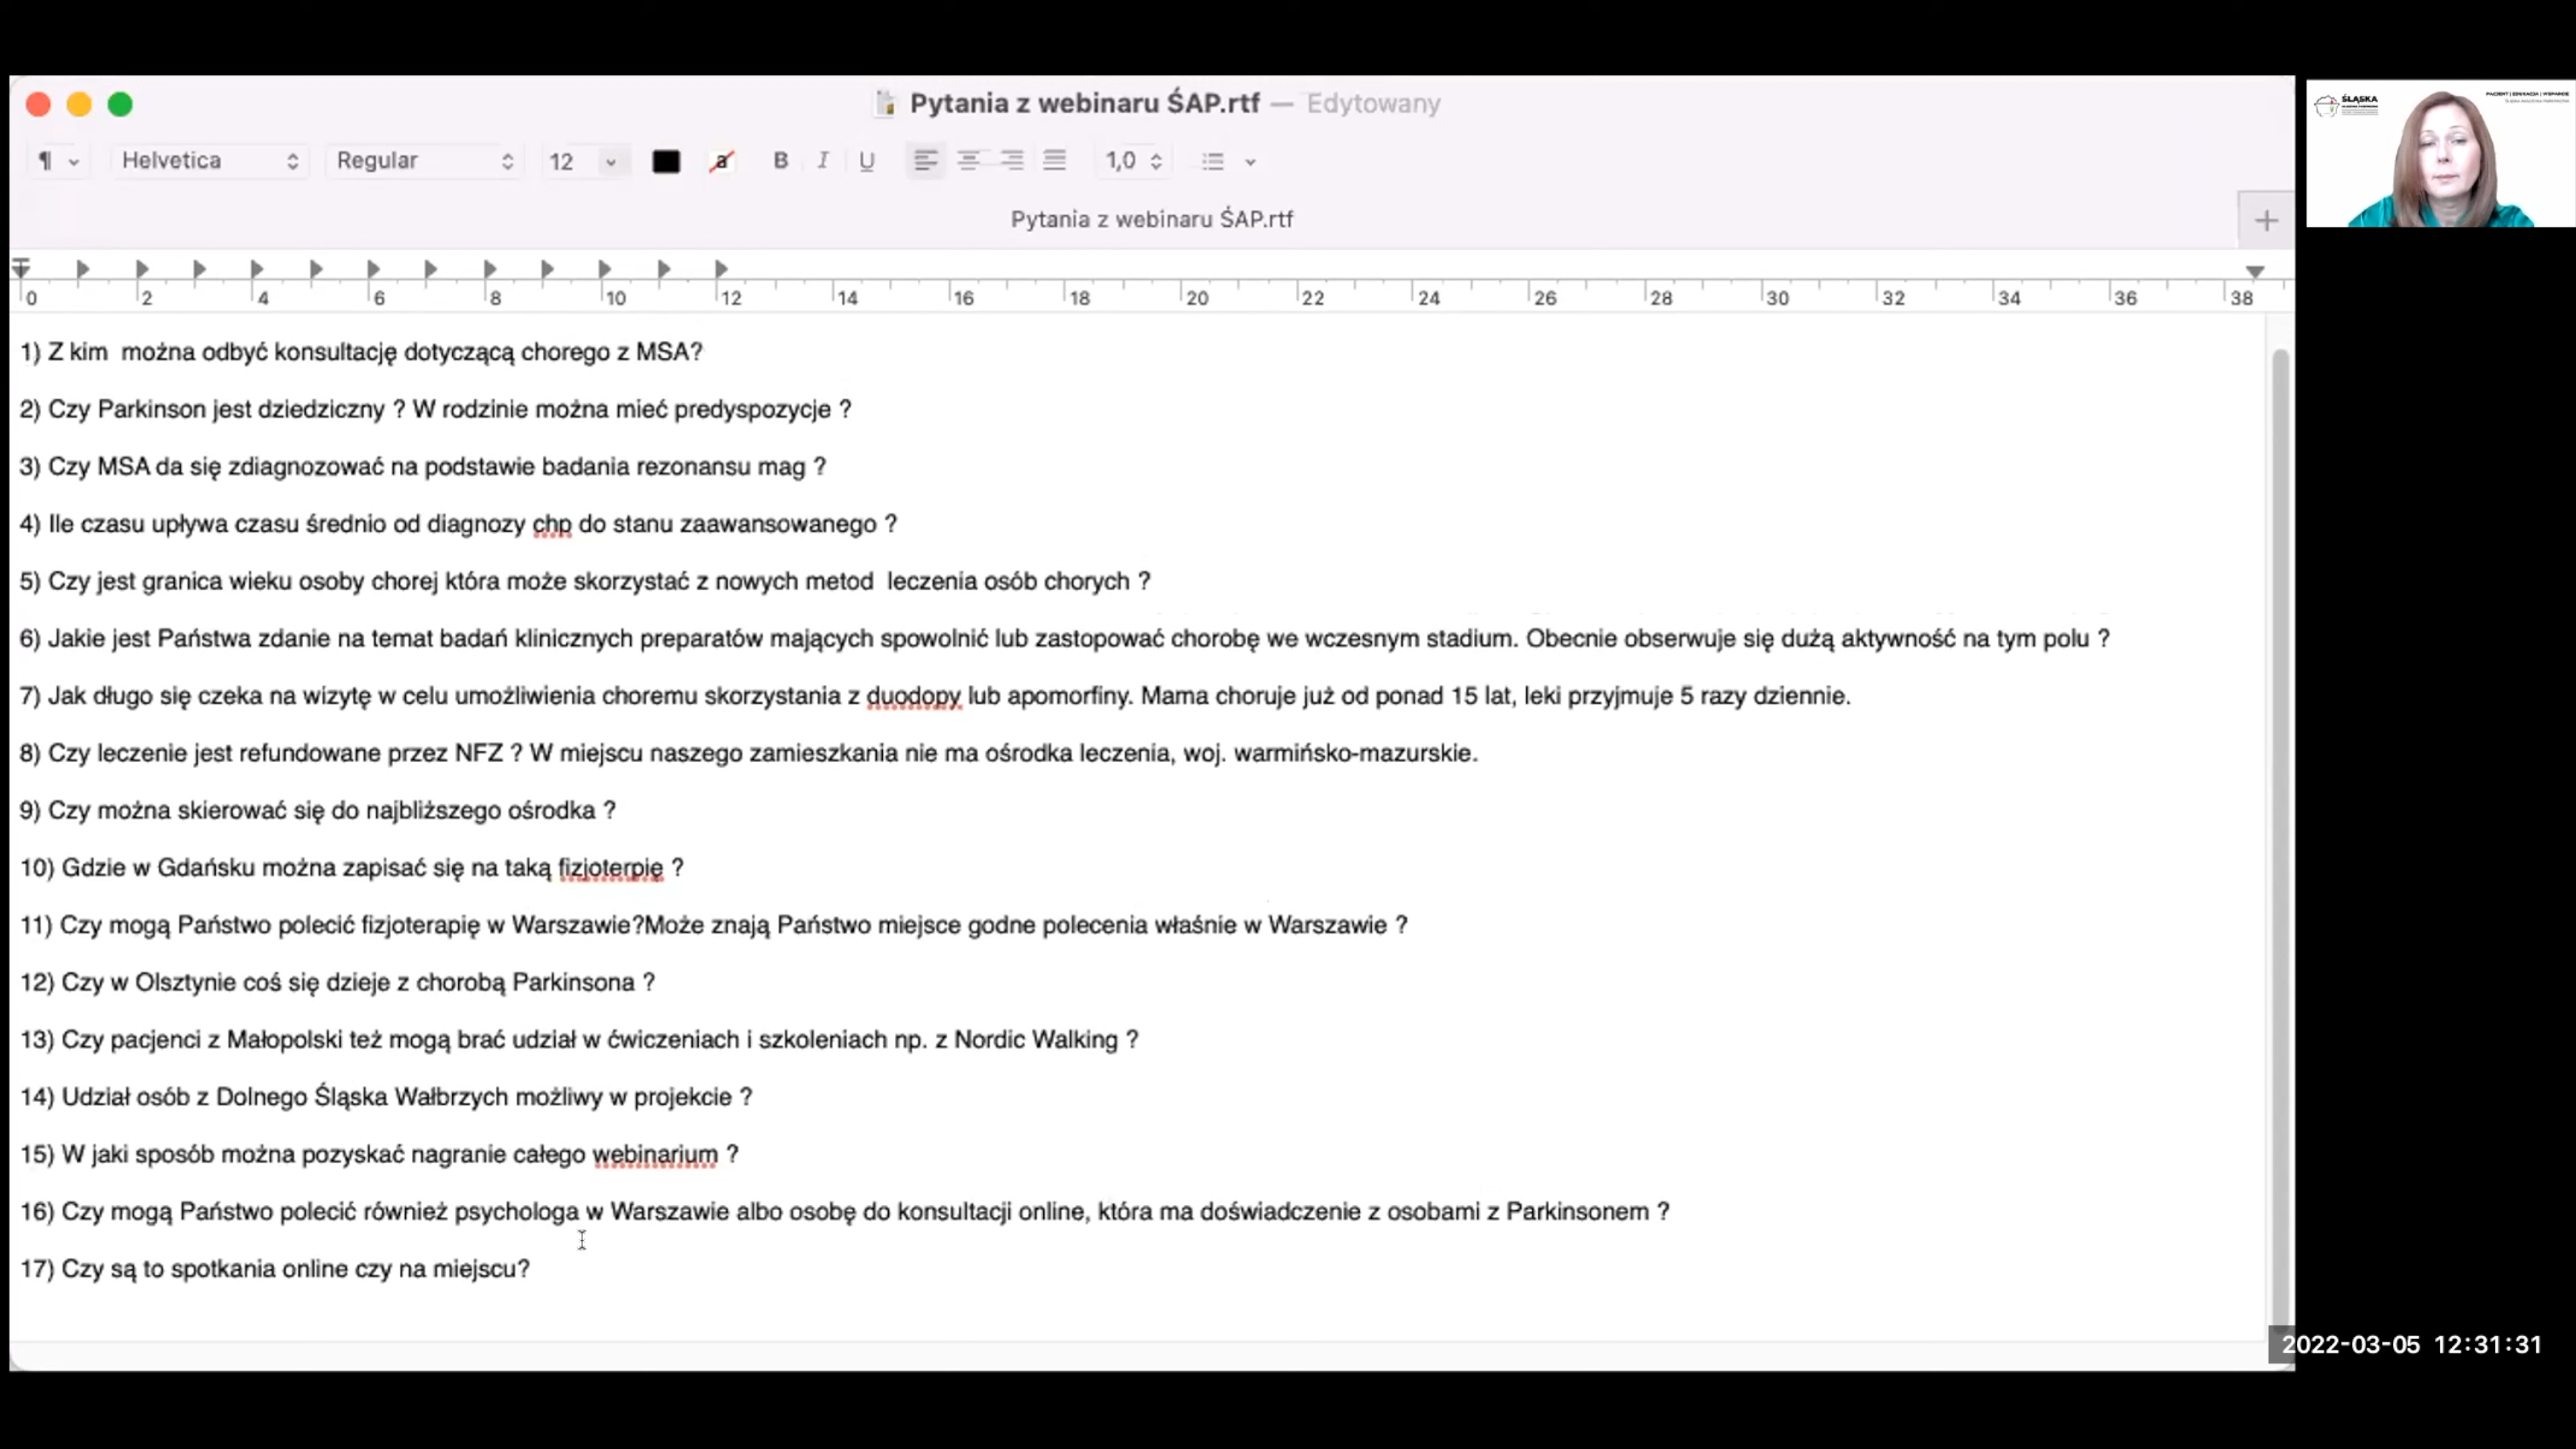 Pytania z webinaru ŚAP.rtf — Edytowany
Helvetica Regular 12 B I U 1,0
Pytania z webinaru ŚAP.rtf
0 2 4 6 8 10 12 14 16 18 20 22 24 26 28 30 32 34 36 38
1) Z kim  można odbyć konsultację dotyczącą chorego z MSA?
2) Czy Parkinson jest dziedziczny ? W rodzinie można mieć predyspozycje ?
3) Czy MSA da się zdiagnozować na podstawie badania rezonansu mag ?
4) Ile czasu upływa czasu średnio od diagnozy chp do stanu zaawansowanego ?
5) Czy jest granica wieku osoby chorej która może skorzystać z nowych metod  leczenia osób chorych ?
6) Jakie jest Państwa zdanie na temat badań klinicznych preparatów mających spowolnić lub zastopować chorobę we wczesnym stadium. Obecnie obserwuje się dużą aktywność na tym polu ?
7) Jak długo się czeka na wizytę w celu umożliwienia choremu skorzystania z duodopy lub apomorfiny. Mama choruje już od ponad 15 lat, leki przyjmuje 5 razy dziennie.
8) Czy leczenie jest refundowane przez NFZ ? W miejscu naszego zamieszkania nie ma ośrodka leczenia, woj. warmińsko-mazurskie.
9) Czy można skierować się do najbliższego ośrodka ?
10) Gdzie w Gdańsku można zapisać się na taką fizjoterpię ?
11) Czy mogą Państwo polecić fizjoterapię w Warszawie?Może znają Państwo miejsce godne polecenia właśnie w Warszawie ?
12) Czy w Olsztynie coś się dzieje z chorobą Parkinsona ?
13) Czy pacjenci z Małopolski też mogą brać udział w ćwiczeniach i szkoleniach np. z Nordic Walking ?
14) Udział osób z Dolnego Śląska Wałbrzych możliwy w projekcie ?
15) W jaki sposób można pozyskać nagranie całego webinarium ?
16) Czy mogą Państwo polecić również psychologa w Warszawie albo osobę do konsultacji online, która ma doświadczenie z osobami z Parkinsonem ?
17) Czy są to spotkania online czy na miejscu?
ŚLĄSKA
PACJENT | EDUKACJA | WSPARCIE
2022-03-05 12:31:31